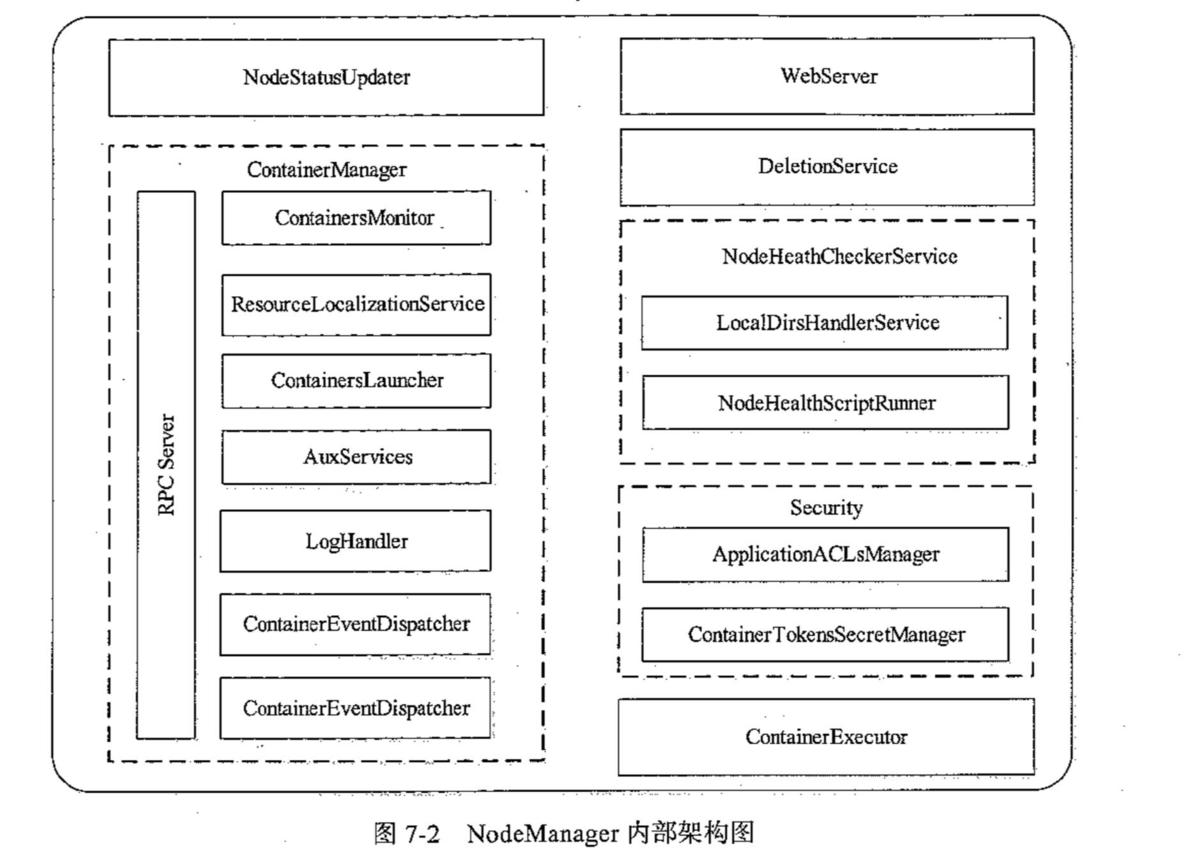 NodeStatusUpdater
ContainerManager
RPC Server
ContainersMonitor
ResourceLocalizationService
ContainersLauncher
AuxServices
LogHandler
ContainerEventDispatcher
ContainerEventDispatcher
WebServer
DeletionService
NodeHeathCheckerService
LocalDirsHandlerService
NodeHealthScriptRunner
Security
ApplicationACLsManager
ContainerTokensSecretManager
ContainerExecutor
图 7-2 NodeManager 内部架构图